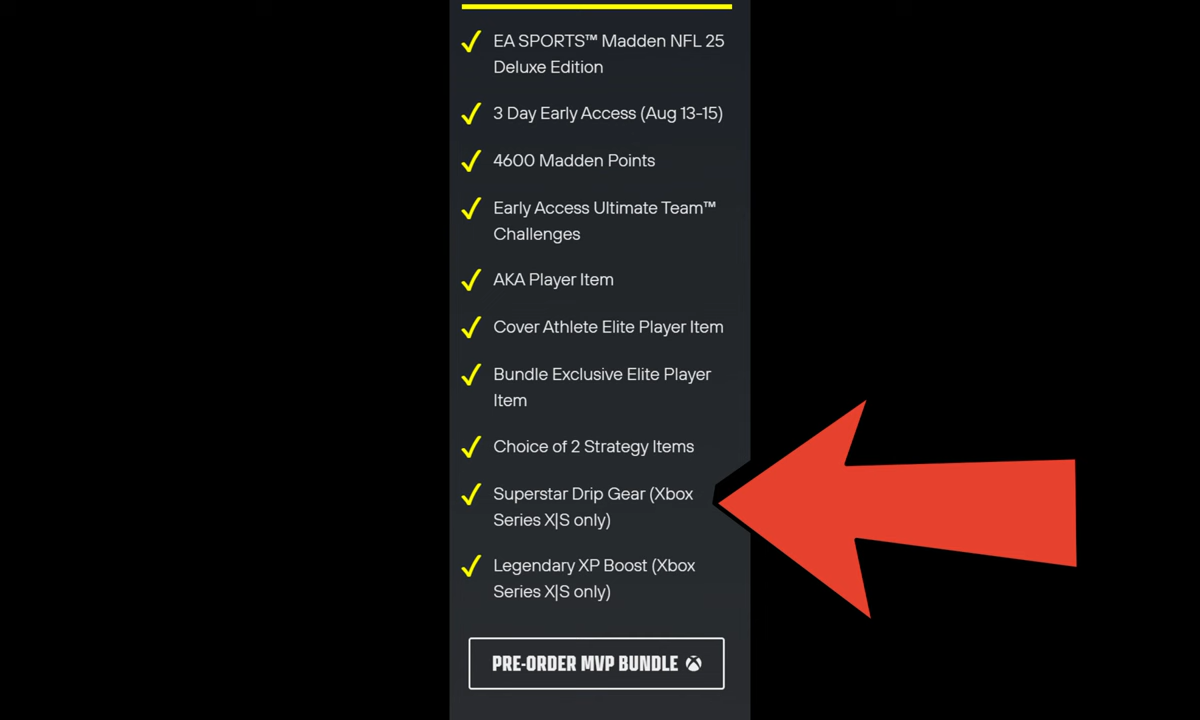 EA SPORTS™ Madden NFL 25
Deluxe Edition
3 Day Early Access (Aug 13-15)
4600 Madden Points
Early Access Ultimate Team™
Challenges
AKA Player Item
Cover Athlete Elite Player Item
Bundle Exclusive Elite Player
Item
Choice of 2 Strategy Items
Superstar Drip Gear (Xbox
Series X|S only)
Legendary XP Boost (Xbox
Series X|S only)
PRE-ORDER MVP BUNDLE